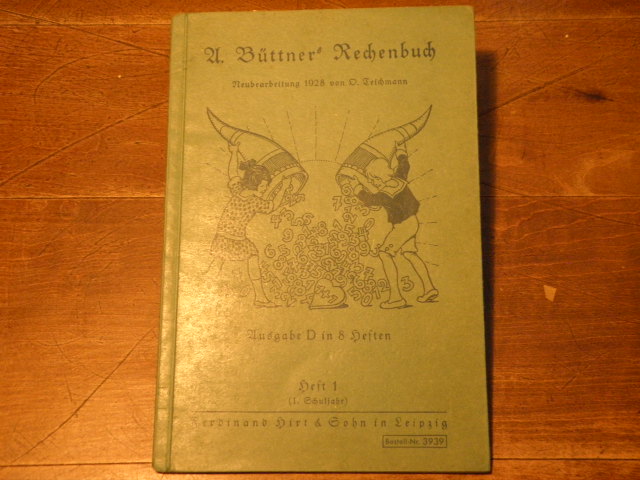 A. Büttners Rechenbuch
Neubearbeitung 1928 von O. Teichmann
Ausgabe D in 8 Heften
Heft 1
(1. Schuljahr)
Ferdinand Hirt & Sohn in Leipzig
Bestell-Nr. 3939